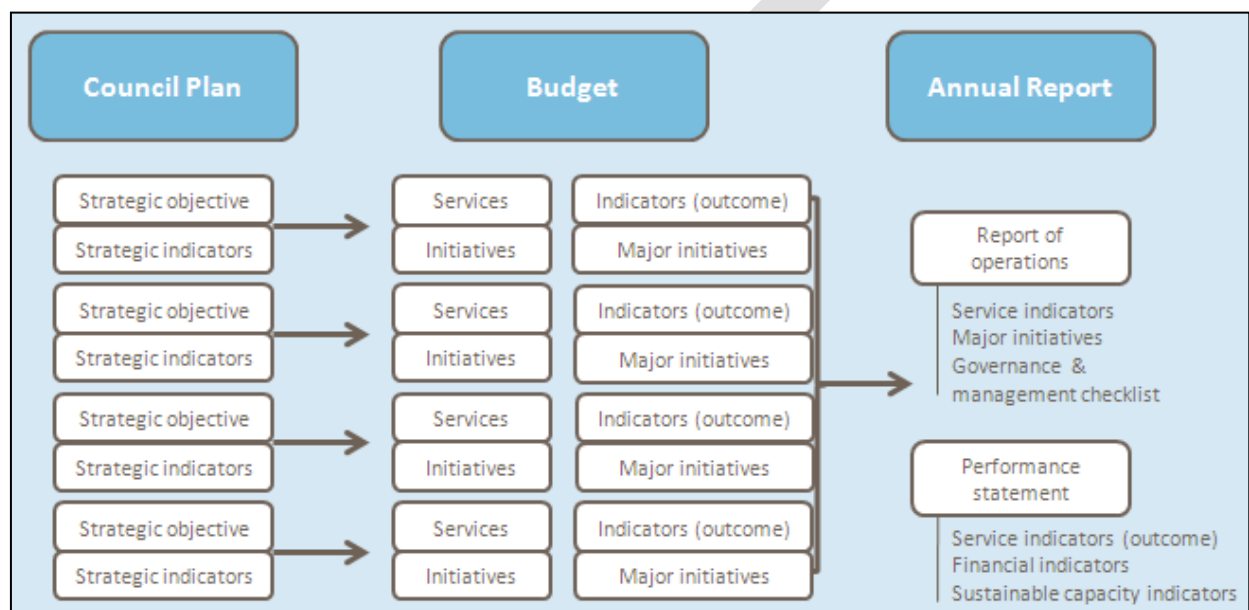 Council Plan
Budget
Annual Report
Strategic objective
Strategic indicators
Services
Initiatives
Indicators (outcome)
Major initiatives
Strategic objective
Strategic indicators
Services
Initiatives
Indicators (outcome)
Major initiatives
Strategic objective
Strategic indicators
Services
Initiatives
Indicators (outcome)
Major initiatives
Strategic objective
Strategic indicators
Services
Initiatives
Indicators (outcome)
Major initiatives
Report of
operations
Service indicators
Major initiatives
Governance &
management checklist
Performance
statement
Service indicators (outcome)
Financial indicators
Sustainable capacity indicators